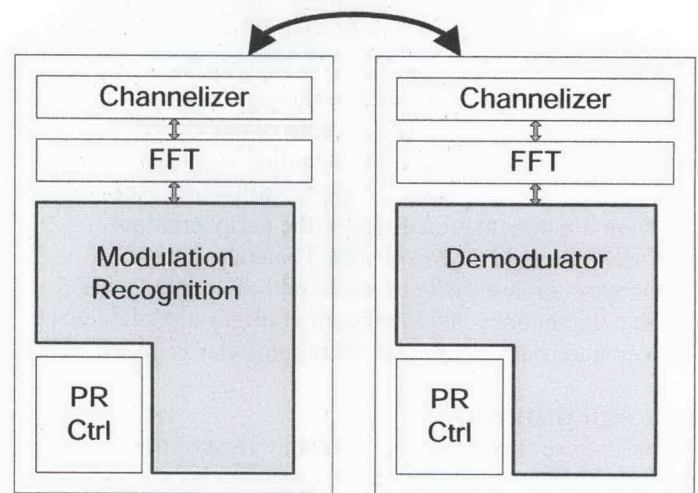 Channelizer
FFT
Modulation
Recognition
PR
Ctrl
Channelizer
FFT
Demodulator
PR
Ctrl